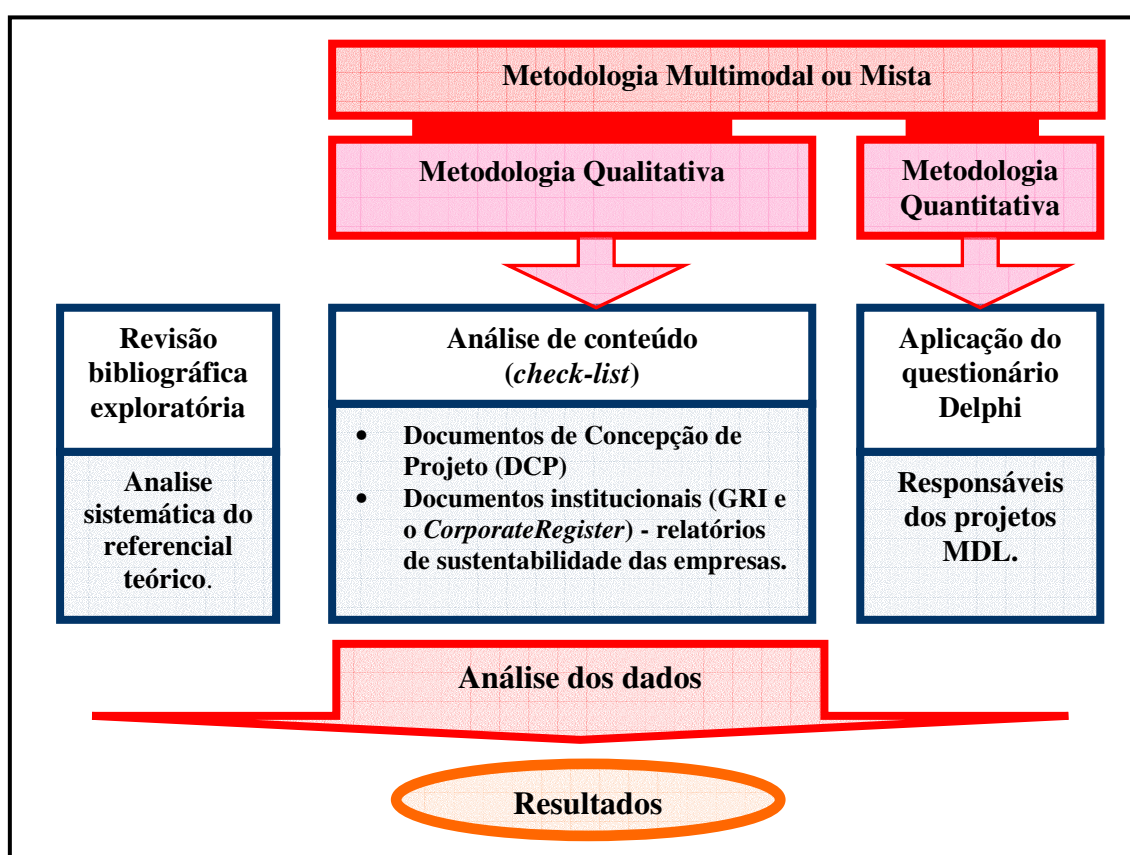 Metodologia Multimodal ou Mista
Metodologia Qualitativa
Metodologia
Quantitativa
Revisão
bibliográfica
exploratória
Analise
sistemática do
referencial
teórico.
Análise de conteúdo
(check-list)
• Documentos de Concepção de
Projeto (DCP)
• Documentos institucionais (GRI e
o CorporateRegister) - relatórios
de sustentabilidade das empresas.
Aplicação do
questionário
Delphi
Responsáveis
dos projetos
MDL.
Análise dos dados
Resultados